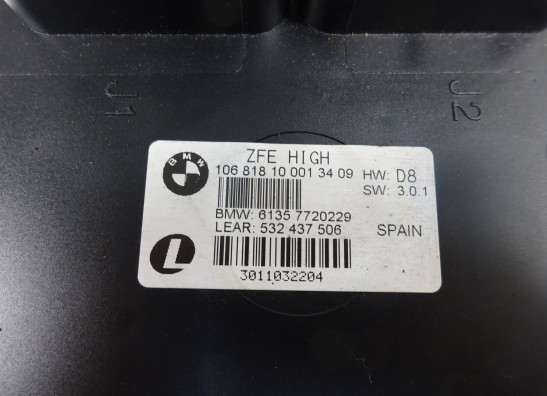 J1
J2
ZFE HIGH
BMW
106 818 10 001 34 09 HW: D8
SW: 3.0.1
BMW: 6135 7720229
LEAR: 532 437 506 SPAIN
L
3011032204